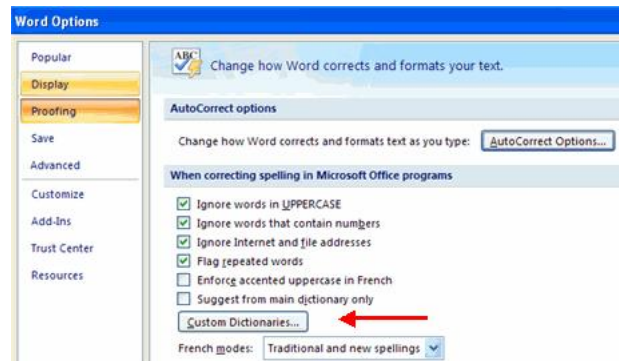 Word Options
Popular
Display
Proofing
Save
Advanced
Customize
Add-Ins
Trust Center
Resources
ABC
Change how Word corrects and formats your text.
AutoCorrect options
Change how Word corrects and formats text as you type: AutoCorrect Options...
When correcting spelling in Microsoft Office programs
Ignore words in UPPERCASE
Ignore words that contain numbers
Ignore Internet and file addresses
Flag repeated words
Enforce accented uppercase in French
Suggest from main dictionary only
Custom Dictionaries...
French modes: Traditional and new spellings